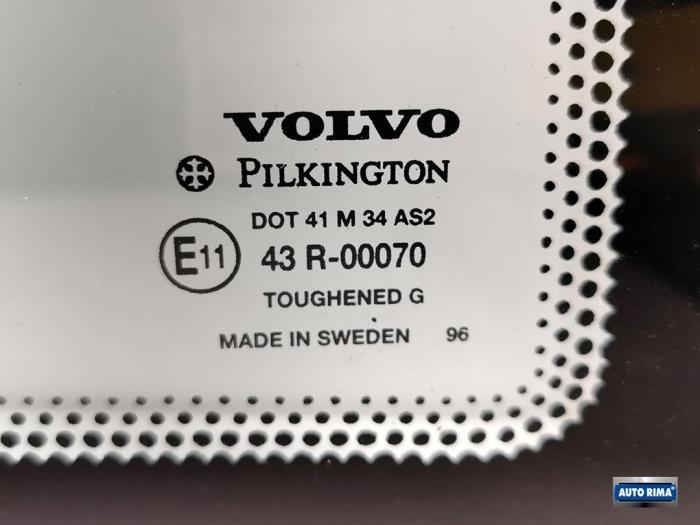 VOLVO
PILKINGTON
DOT 41 M 34 AS2
E11 43 R-00070
TOUGHENED G
MADE IN SWEDEN 96
AUTO RIMA®